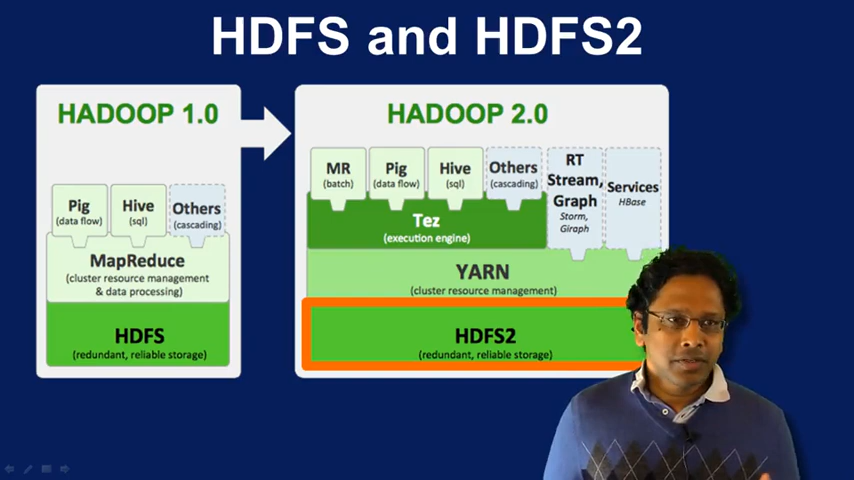 HDFS and HDFS2
HADOOP 1.0
Pig
(data flow)
Hive
(sql)
Others
(cascading)
MapReduce
(cluster resource management
& data processing)
HDFS
(redundant, reliable storage)
HADOOP 2.0
MR
(batch)
Pig
(data flow)
Hive
(sql)
Others
(cascading)
RT
Stream,
Graph
Storm,
Giraph
Services
HBase
Tez
(execution engine)
YARN
(cluster resource management)
HDFS2
(redundant, reliable storage)